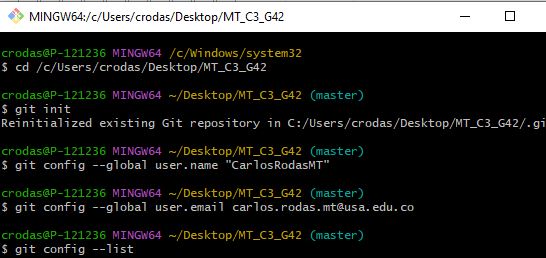 MINGW64:/c/Users/crodas/Desktop/MT_C3_G42
crodas@P-121236 MINGW64 /c/Windows/system32
$ cd /c/Users/crodas/Desktop/MT_C3_G42
crodas@P-121236 MINGW64 ~/Desktop/MT_C3_G42 (master)
$ git init
Reinitialized existing Git repository in C:/Users/crodas/Desktop/MT_C3_G42/.gi
crodas@P-121236 MINGW64 ~/Desktop/MT_C3_G42 (master)
$ git config --global user.name "CarlosRodasMT"
crodas@P-121236 MINGW64 ~/Desktop/MT_C3_G42 (master)
$ git config --global user.email carlos.rodas.mt@usa.edu.co
crodas@P-121236 MINGW64 ~/Desktop/MT_C3_G42 (master)
$ git config --list